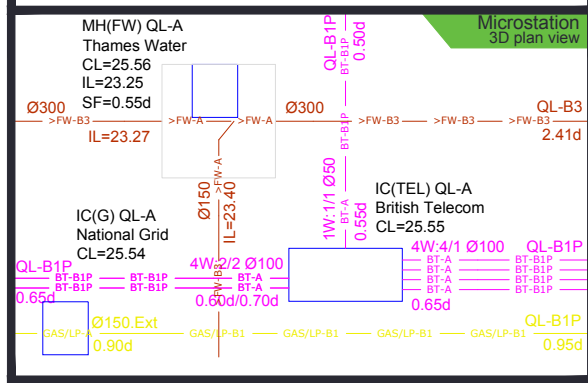 Microstation
3D plan view
MH(FW) QL-A
Thames Water
CL=25.56
IL=23.25
SF=0.55d
QL-B1P
BT-B1P
0.50d
Ø300
Ø300
QL-B3
>FW-B3
>FW-A
>FW-A
BT-B1P
>FW-B3
>FW-B3
>FW-B3
IL=23.27
2.41d
>FW-A
Ø150
IL=23.40
1W:1/1 Ø50
BT-A
0.55d
IC(TEL) QL-A
British Telecom
CL=25.55
IC(G) QL-A
National Grid
CL=25.54
4W:4/1 Ø100
QL-B1P
QL-B1P
4W:2/2 Ø100
BT-A
BT-B1P
BT-A
BT-B1P
BT-A
BT-B1P
BT-A
BT-B1P
BT-B1P
BT-B1P
BT-A
BT-B1P
BT-B1P
BT-A
FW-B3
0.65d
0.60d/0.70d
0.65d
Ø150.Ext
QL-B1P
GAS/LP-A
GAS/LP-B1
GAS/LP-B1
GAS/LP-B1
GAS/LP-B1
0.90d
0.95d